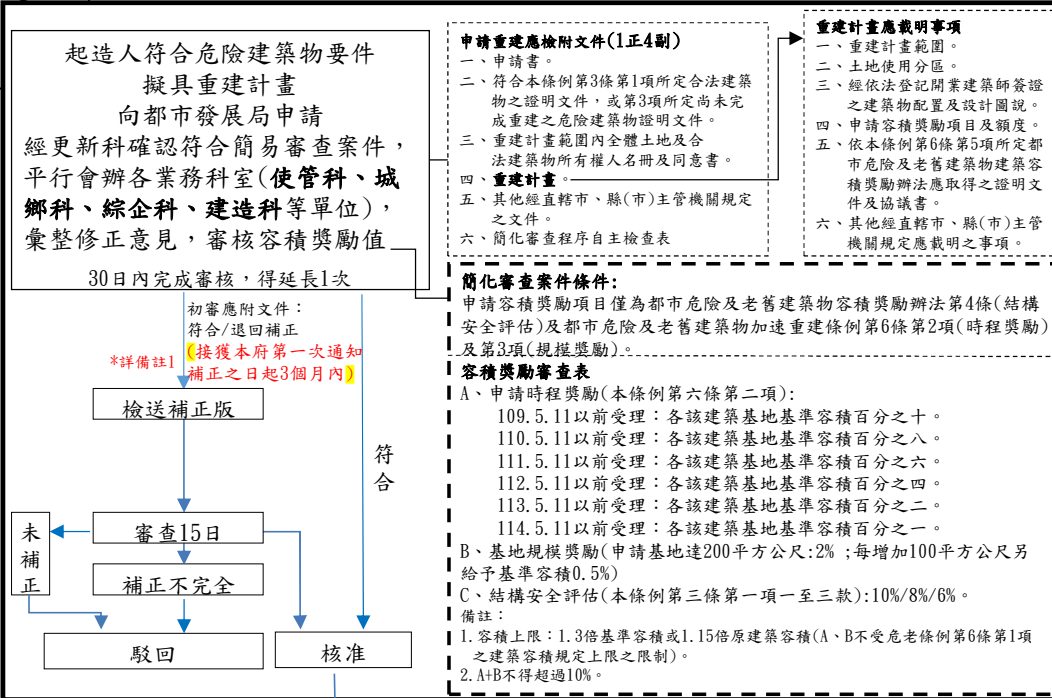 起造人符合危險建築物要件
擬具重建計畫
向都市發展局申請
經更新科確認符合簡易審查案件，
平行會辦各業務科室(使管科、城
鄉科、綜企科、建造科等單位)，
彙整修正意見，審核容積獎勵值
30日內完成審核，得延長1次
申請重建應檢附文件(1正4副)
一、申請書。
二、符合本條例第3條第1項所定合法建築
物之證明文件，或第3項所定尚未完
成重建之危險建築物證明文件。
三、重建計畫範圍內全體土地及合
法建築物所有權人名冊及同意書。
四、重建計畫。
五、其他經直轄市、縣(市)主管機關規定
之文件。
六、簡化審查程序自主檢查表
重建計畫應載明事項
一、重建計畫範圍。
二、土地使用分區。
三、經依法登記開業建築師簽證
之建築物配置及設計圖說。
四、申請容積獎勵項目及額度。
五、依本條例第6條第5項所定都
市危險及老舊建築物建築容
積獎勵辦法應取得之證明文
件及協議書。
六、其他經直轄市、縣(市)主管
機關規定應載明之事項。
簡化審查案件條件:
申請容積獎勵項目僅為都市危險及老舊建築物容積獎勵辦法第4條(結構
安全評估)及都市危險及老舊建築物加速重建條例第6條第2項(時程獎勵)
及第3項(規模獎勵)。
容積獎勵審查表
A、申請時程獎勵(本條例第六條第二項):
109.5.11以前受理：各該建築基地基準容積百分之十。
110.5.11以前受理：各該建築基地基準容積百分之八。
111.5.11以前受理：各該建築基地基準容積百分之六。
112.5.11以前受理：各該建築基地基準容積百分之四。
113.5.11以前受理：各該建築基地基準容積百分之二。
114.5.11以前受理：各該建築基地基準容積百分之一。
B、基地規模獎勵(申請基地達200平方公尺:2% ;每增加100平方公尺另
給予基準容積0.5%)
C、結構安全評估(本條例第三條第一項一至三款):10%/8%/6%。
備註：
1.容積上限：1.3倍基準容積或1.15倍原建築容積(A、B不受危老條例第6條第1項
之建築容積規定上限之限制)。
2.A+B不得超過10%。
初審應附文件：
符合/退回補正
(接獲本府第一次通知
補正之日起3個月內)
*詳備註1
檢送補正版
符合
審查15日
未補正
補正不完全
駁回
核准